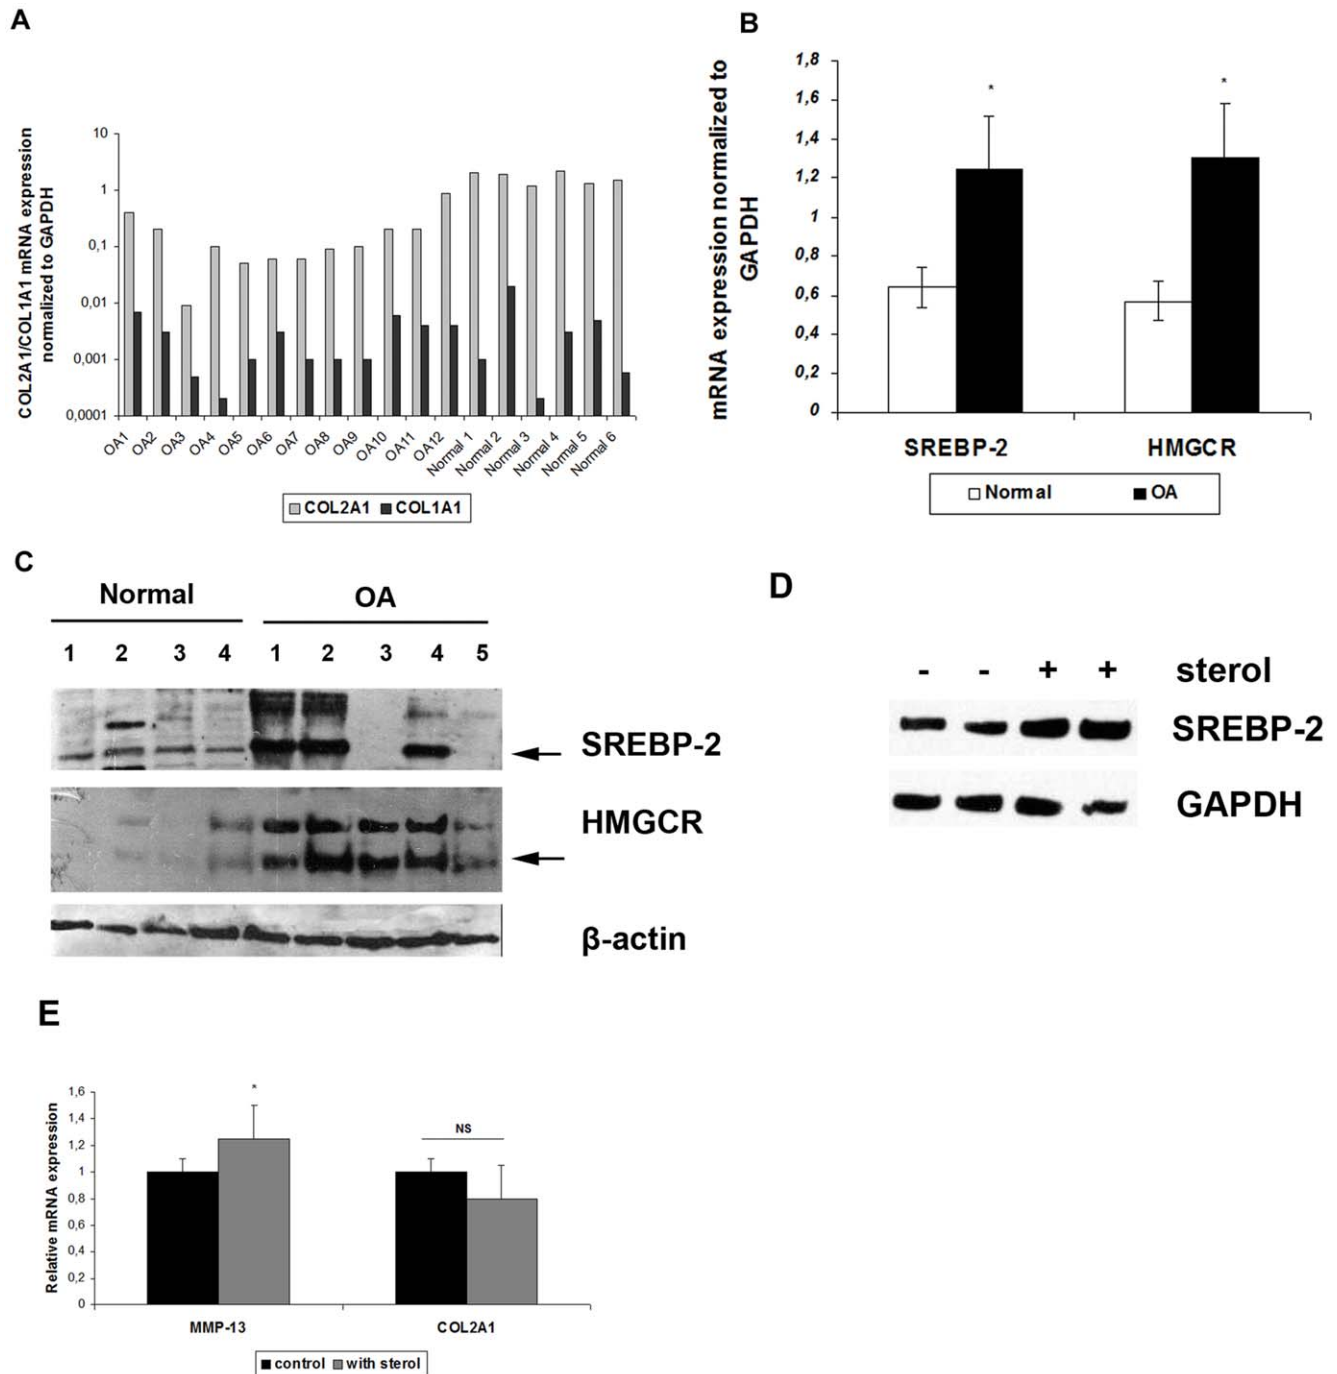 A
COL2A1/COL1A1 mRNA expression
normalized to GAPDH
10
1
0,1
0,01
0,001
0,0001
OA1 OA2 OA3 OA4 OA5 OA6 OA7 OA8 OA9 OA10 OA11 OA12 Normal 1 Normal 2 Normal 3 Normal 4 Normal 5 Normal 6
COL2A1 COL1A1
B
mRNA expression normalized to
GAPDH
1,8
1,6
1,4
1,2
1
0,8
0,6
0,4
0,2
0
* *
SREBP-2 HMGCR
Normal OA
C
Normal OA
1 2 3 4 1 2 3 4 5
SREBP-2
HMGCR
β-actin
D
- - + + sterol
SREBP-2
GAPDH
E
Relative mRNA expression
1,6
1,4
1,2
1
0,8
0,6
0,4
0,2
0
*
NS
MMP-13 COL2A1
control with sterol